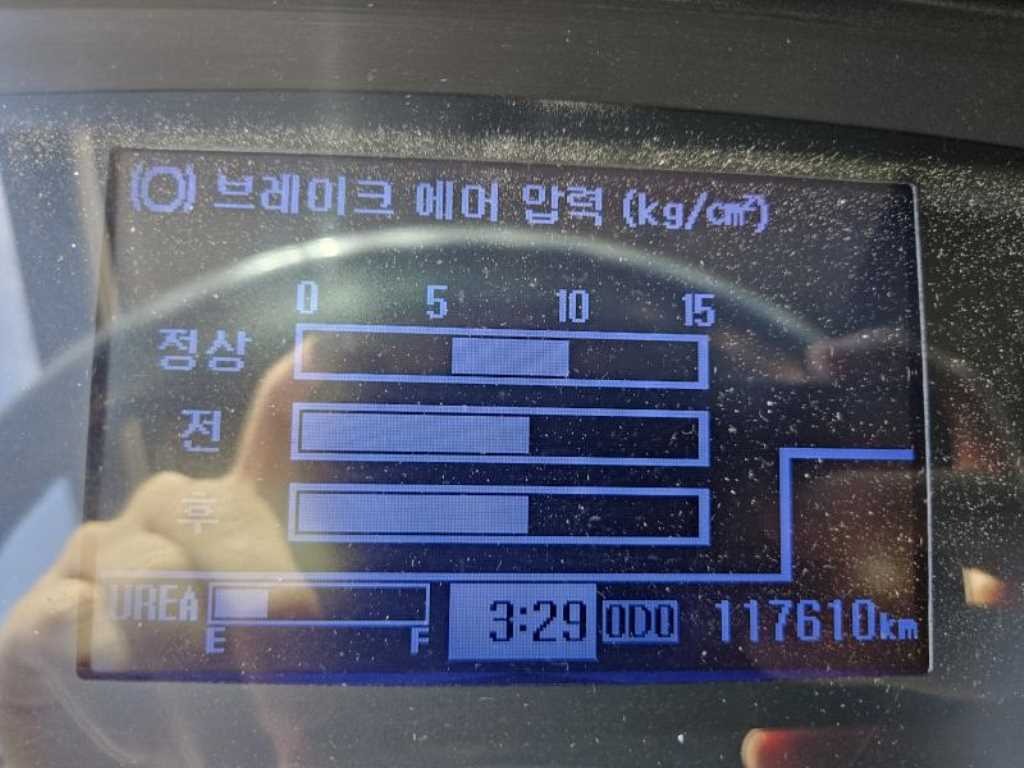 브레이크 에어 압력 (kg/cm²)
0 5 10 15
정상
전
후
UREA E F 3:29 ODO 117610km